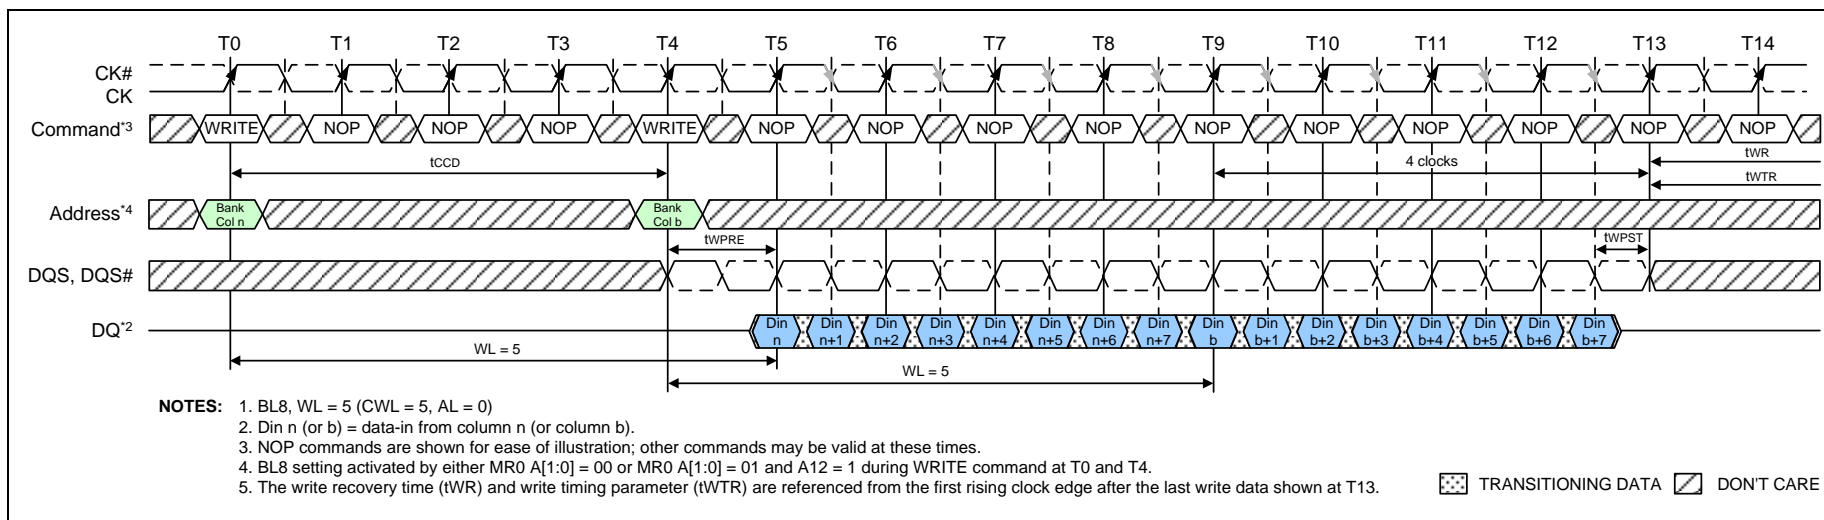 T0 T1 T2 T3 T4 T5 T6 T7 T8 T9 T10 T11 T12 T13 T14
CK#
CK
Command*3 WRITE NOP NOP NOP WRITE NOP NOP NOP NOP NOP NOP NOP NOP NOP NOP
tCCD 4 clocks tWR
tWTR
Address*4 Bank Col n Bank Col b
tWPRE tWPST
DQS, DQS#
DQ*2 Din n Din n+1 Din n+2 Din n+3 Din n+4 Din n+5 Din n+6 Din n+7 Din b Din b+1 Din b+2 Din b+3 Din b+4 Din b+5 Din b+6 Din b+7
WL = 5
WL = 5
NOTES: 1. BL8, WL = 5 (CWL = 5, AL = 0)
2. Din n (or b) = data-in from column n (or column b).
3. NOP commands are shown for ease of illustration; other commands may be valid at these times.
4. BL8 setting activated by either MR0 A[1:0] = 00 or MR0 A[1:0] = 01 and A12 = 1 during WRITE command at T0 and T4.
5. The write recovery time (tWR) and write timing parameter (tWTR) are referenced from the first rising clock edge after the last write data shown at T13.
TRANSITIONING DATA DON'T CARE